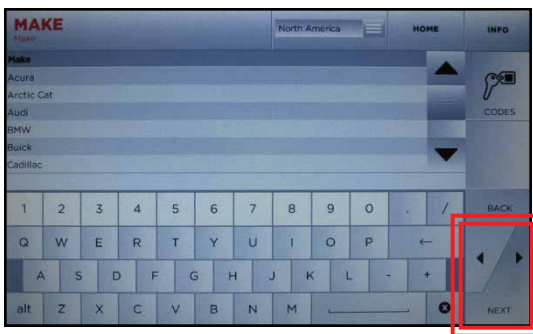 MAKE
Make
North America
HOME
INFO
Make
Acura
Arctic Cat
Audi
BMW
Buick
Cadillac
CODES
1 2 3 4 5 6 7 8 9 0 . /
BACK
Q W E R T Y U I O P ←
A S D F G H J K L - +
alt Z X C V B N M
NEXT